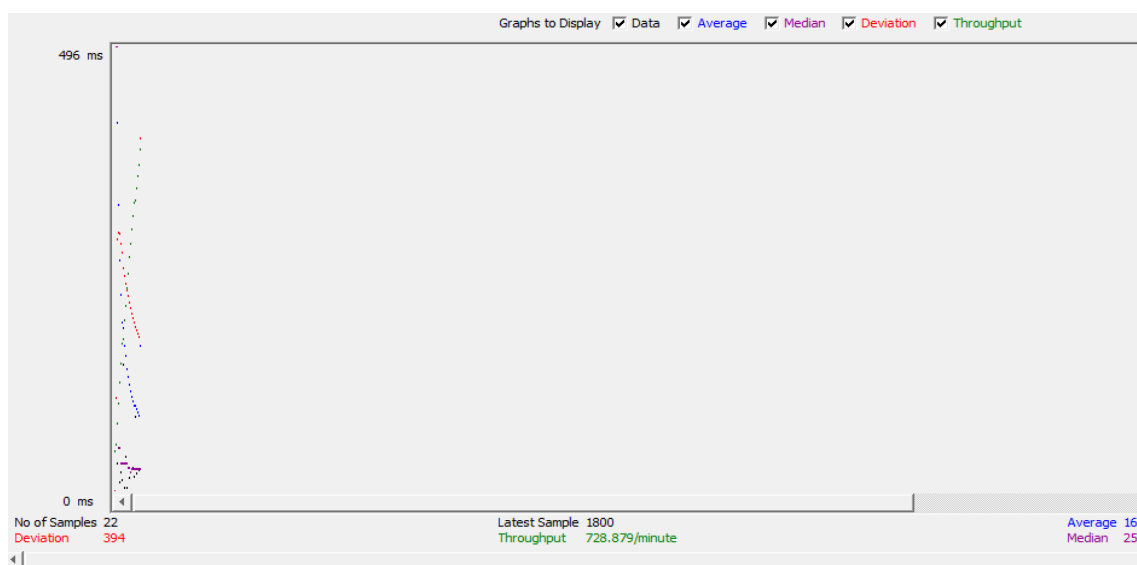 Graphs to Display Data Average Median Deviation Throughput
496 ms
0 ms
No of Samples 22 Latest Sample 1800 Average 16
Deviation 394 Throughput 728.879/minute Median 25